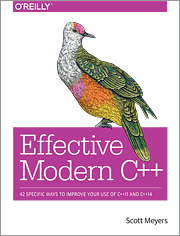 O'REILLY®
Effective
Modern C++
42 SPECIFIC WAYS TO IMPROVE YOUR USE OF C++11 AND C++14
Scott Meyers